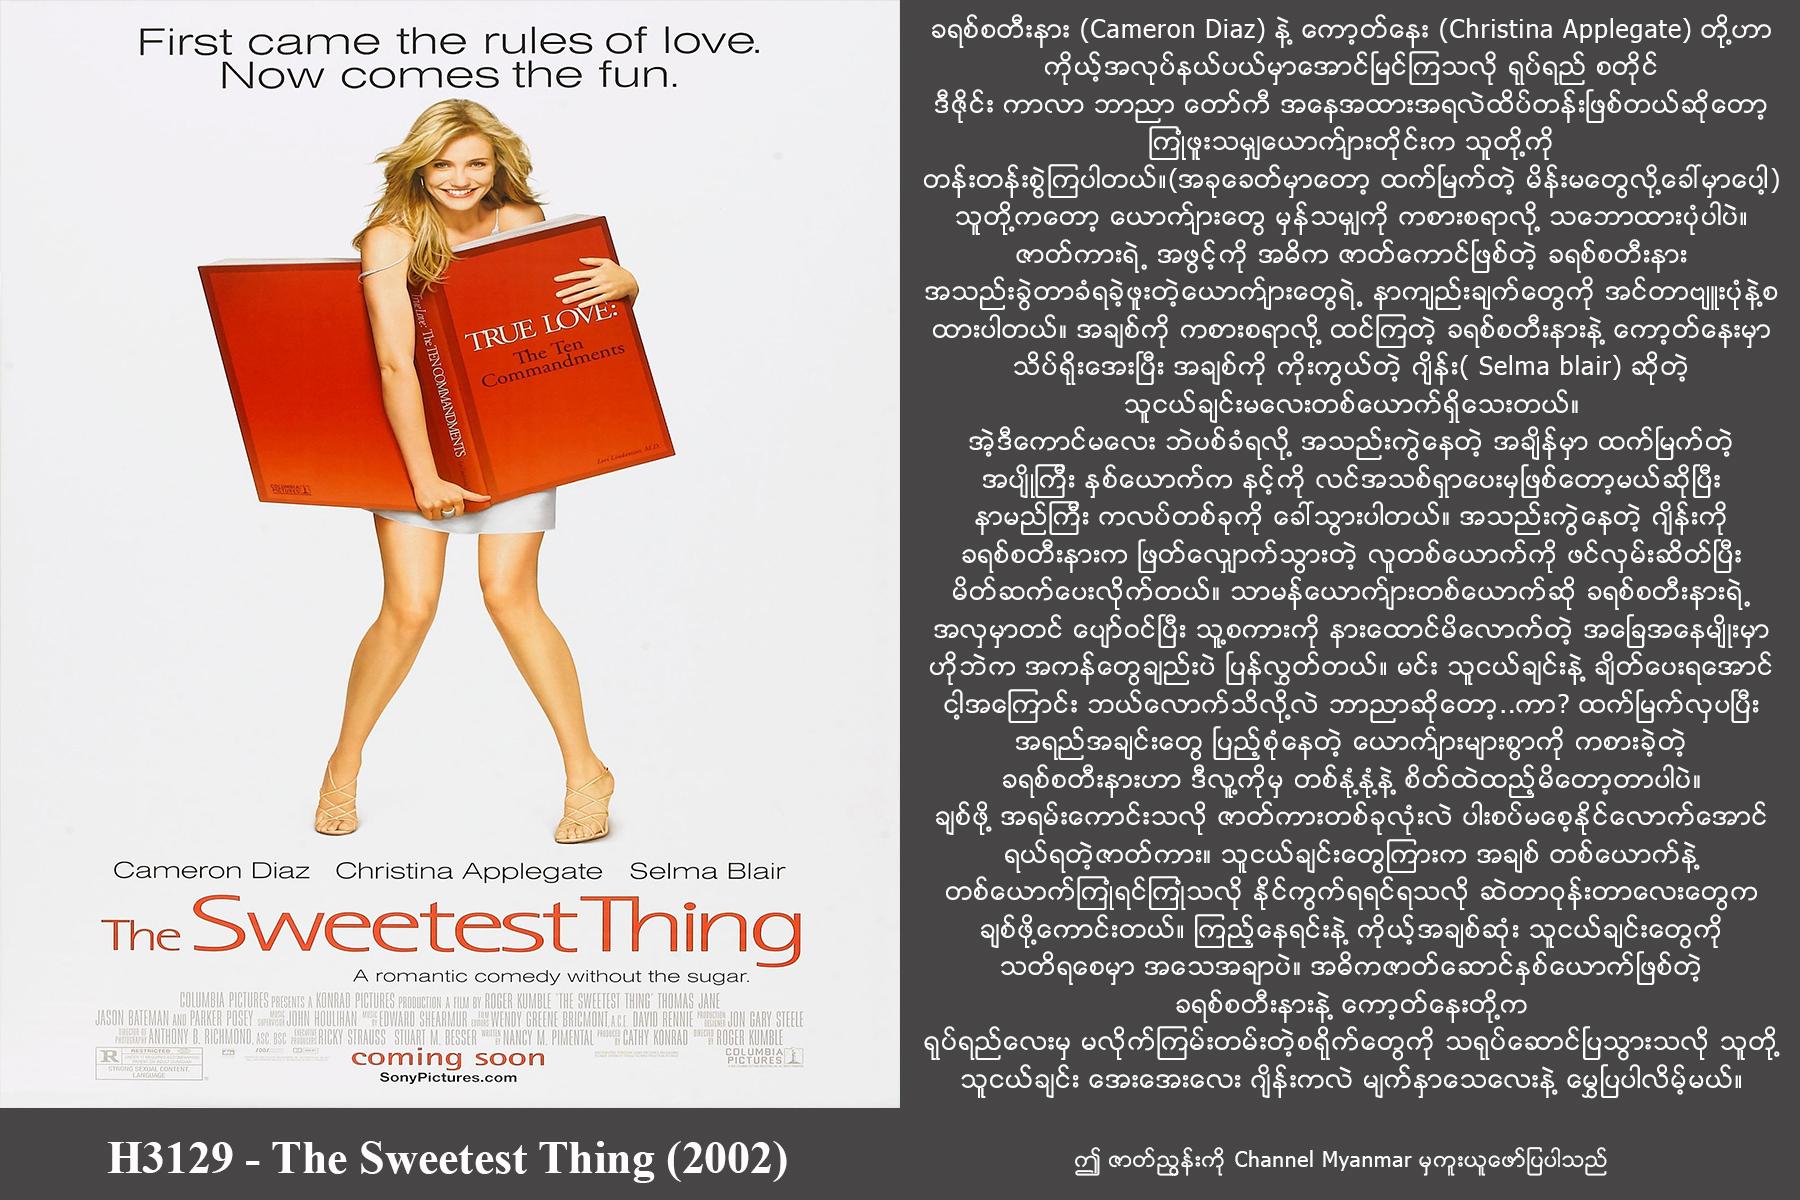 First came the rules of love.
Now comes the fun.
TRUE LOVE:
The Ten
Commandments
True Love: The TEN COMMANDMENTS
Lori Lindeman, M.D.
COLUMBIA
PICTURES
Cameron Diaz Christina Applegate Selma Blair
The Sweetest Thing
A romantic comedy without the sugar.
COLUMBIA PICTURES PRESENTS A KONRAD PICTURES PRODUCTION A FILM BY ROGER KUMBLE 'THE SWEETEST THING' THOMAS JANE
JASON BATEMAN AND PARKER POSEY MUSIC SUPERVISOR JOHN HOULIHAN MUSIC BY EDWARD SHEARMUR FILM EDITORS WENDY GREENE BRICMONT, A.C.E. DAVID RENNIE PRODUCTION DESIGNER JON GARY STEELE
DIRECTOR OF PHOTOGRAPHY ANTHONY B. RICHMOND, ASC, BSC EXECUTIVE PRODUCERS RICKY STRAUSS STUART M. BESSER WRITTEN BY NANCY M. PIMENTAL PRODUCED BY CATHY KONRAD DIRECTED BY ROGER KUMBLE
R RESTRICTED
STRONG SEXUAL CONTENT,
LANGUAGE
coming soon
SonyPictures.com
COLUMBIA
PICTURES
H3129 - The Sweetest Thing (2002)
ခရစ်စတီးနား (Cameron Diaz) နဲ့ ကော့တ်နေး (Christina Applegate) တို့ဟာ
ကိုယ့်အလုပ်နယ်ပယ်မှာအောင်မြင်ကြသလို ရုပ်ရည် စတိုင်
ဒီဇိုင်း ကာလာ ဘာညာ တော်ကီ အနေအထားအရလဲထိပ်တန်းဖြစ်တယ်ဆိုတော့
ကြုံဖူးသမျှယောက်ျားတိုင်းက သူတို့ကို
တန်းတန်းစွဲကြပါတယ်။(အခုခေတ်မှာတော့ ထက်မြက်တဲ့ မိန်းမတွေလို့ခေါ်မှာပေါ့)
သူတို့ကတော့ ယောက်ျားတွေ မှန်သမျှကို ကစားစရာလို့ သဘောထားပုံပါပဲ။
ဇာတ်ကားရဲ့ အဖွင့်ကို အဓိက ဇာတ်ကောင်ဖြစ်တဲ့ ခရစ်စတီးနား
အသည်းခွဲတာခံရခဲ့ဖူးတဲ့ယောက်ျားတွေရဲ့ နာကျည်းချက်တွေကို အင်တာဗျူးပုံနဲ့စ
ထားပါတယ်။ အချစ်ကို ကစားစရာလို့ ထင်ကြတဲ့ ခရစ်စတီးနားနဲ့ ကော့တ်နေးမှာ
သိပ်ရိုးအေးပြီး အချစ်ကို ကိုးကွယ်တဲ့ ဂျိန်း( Selma blair) ဆိုတဲ့
သူငယ်ချင်းမလေးတစ်ယောက်ရှိသေးတယ်။
အဲ့ဒီကောင်မလေး ဘဲပစ်ခံရလို့ အသည်းကွဲနေတဲ့ အချိန်မှာ ထက်မြက်တဲ့
အပျိုကြီး နှစ်ယောက်က နင့်ကို လင်အသစ်ရှာပေးမှဖြစ်တော့မယ်ဆိုပြီး
နာမည်ကြီး ကလပ်တစ်ခုကို ခေါ်သွားပါတယ်။ အသည်းကွဲနေတဲ့ ဂျိန်းကို
ခရစ်စတီးနားက ဖြတ်လျှောက်သွားတဲ့ လူတစ်ယောက်ကို ဖင်လှမ်းဆိတ်ပြီး
မိတ်ဆက်ပေးလိုက်တယ်။ သာမန်ယောက်ျားတစ်ယောက်ဆို ခရစ်စတီးနားရဲ့
အလှမှာတင် ပျော်ဝင်ပြီး သူ့စကားကို နားထောင်မိလောက်တဲ့ အခြေအနေမျိုးမှာ
ဟိုဘဲက အကန်တွေချည်းပဲ ပြန်လွှတ်တယ်။ မင်း သူငယ်ချင်းနဲ့ ချိတ်ပေးရအောင်
ငါ့အကြောင်း ဘယ်လောက်သိလို့လဲ ဘာညာဆိုတော့..ကာ? ထက်မြက်လှပပြီး
အရည်အချင်းတွေ ပြည့်စုံနေတဲ့ ယောက်ျားများစွာကို ကစားခဲ့တဲ့
ခရစ်စတီးနားဟာ ဒီလူ့ကိုမှ တစ်နုံ့နုံ့နဲ့ စိတ်ထဲထည့်မိတော့တာပါပဲ။
ချစ်ဖို့ အရမ်းကောင်းသလို ဇာတ်ကားတစ်ခုလုံးလဲ ပါးစပ်မစေ့နိုင်လောက်အောင်
ရယ်ရတဲ့ဇာတ်ကား။ သူငယ်ချင်းတွေကြားက အချစ် တစ်ယောက်နဲ့
တစ်ယောက်ကြုံရင်ကြုံသလို နိုင်ကွက်ရရင်ရသလို ဆဲတာဝုန်းတာလေးတွေက
ချစ်ဖို့ကောင်းတယ်။ ကြည့်နေရင်းနဲ့ ကိုယ့်အချစ်ဆုံး သူငယ်ချင်းတွေကို
သတိရစေမှာ အသေအချာပဲ။ အဓိကဇာတ်ဆောင်နှစ်ယောက်ဖြစ်တဲ့
ခရစ်စတီးနားနဲ့ ကော့တ်နေးတို့က
ရုပ်ရည်လေးမှ မလိုက်ကြမ်းတမ်းတဲ့စရိုက်တွေကို သရုပ်ဆောင်ပြသွားသလို သူတို့
သူငယ်ချင်း အေးအေးလေး ဂျိန်းကလဲ မျက်နှာသေလေးနဲ့ မွှေပြပါလိမ့်မယ်။
ဤ ဇာတ်ညွှန်းကို Channel Myanmar မှကူးယူဖော်ပြပါသည်